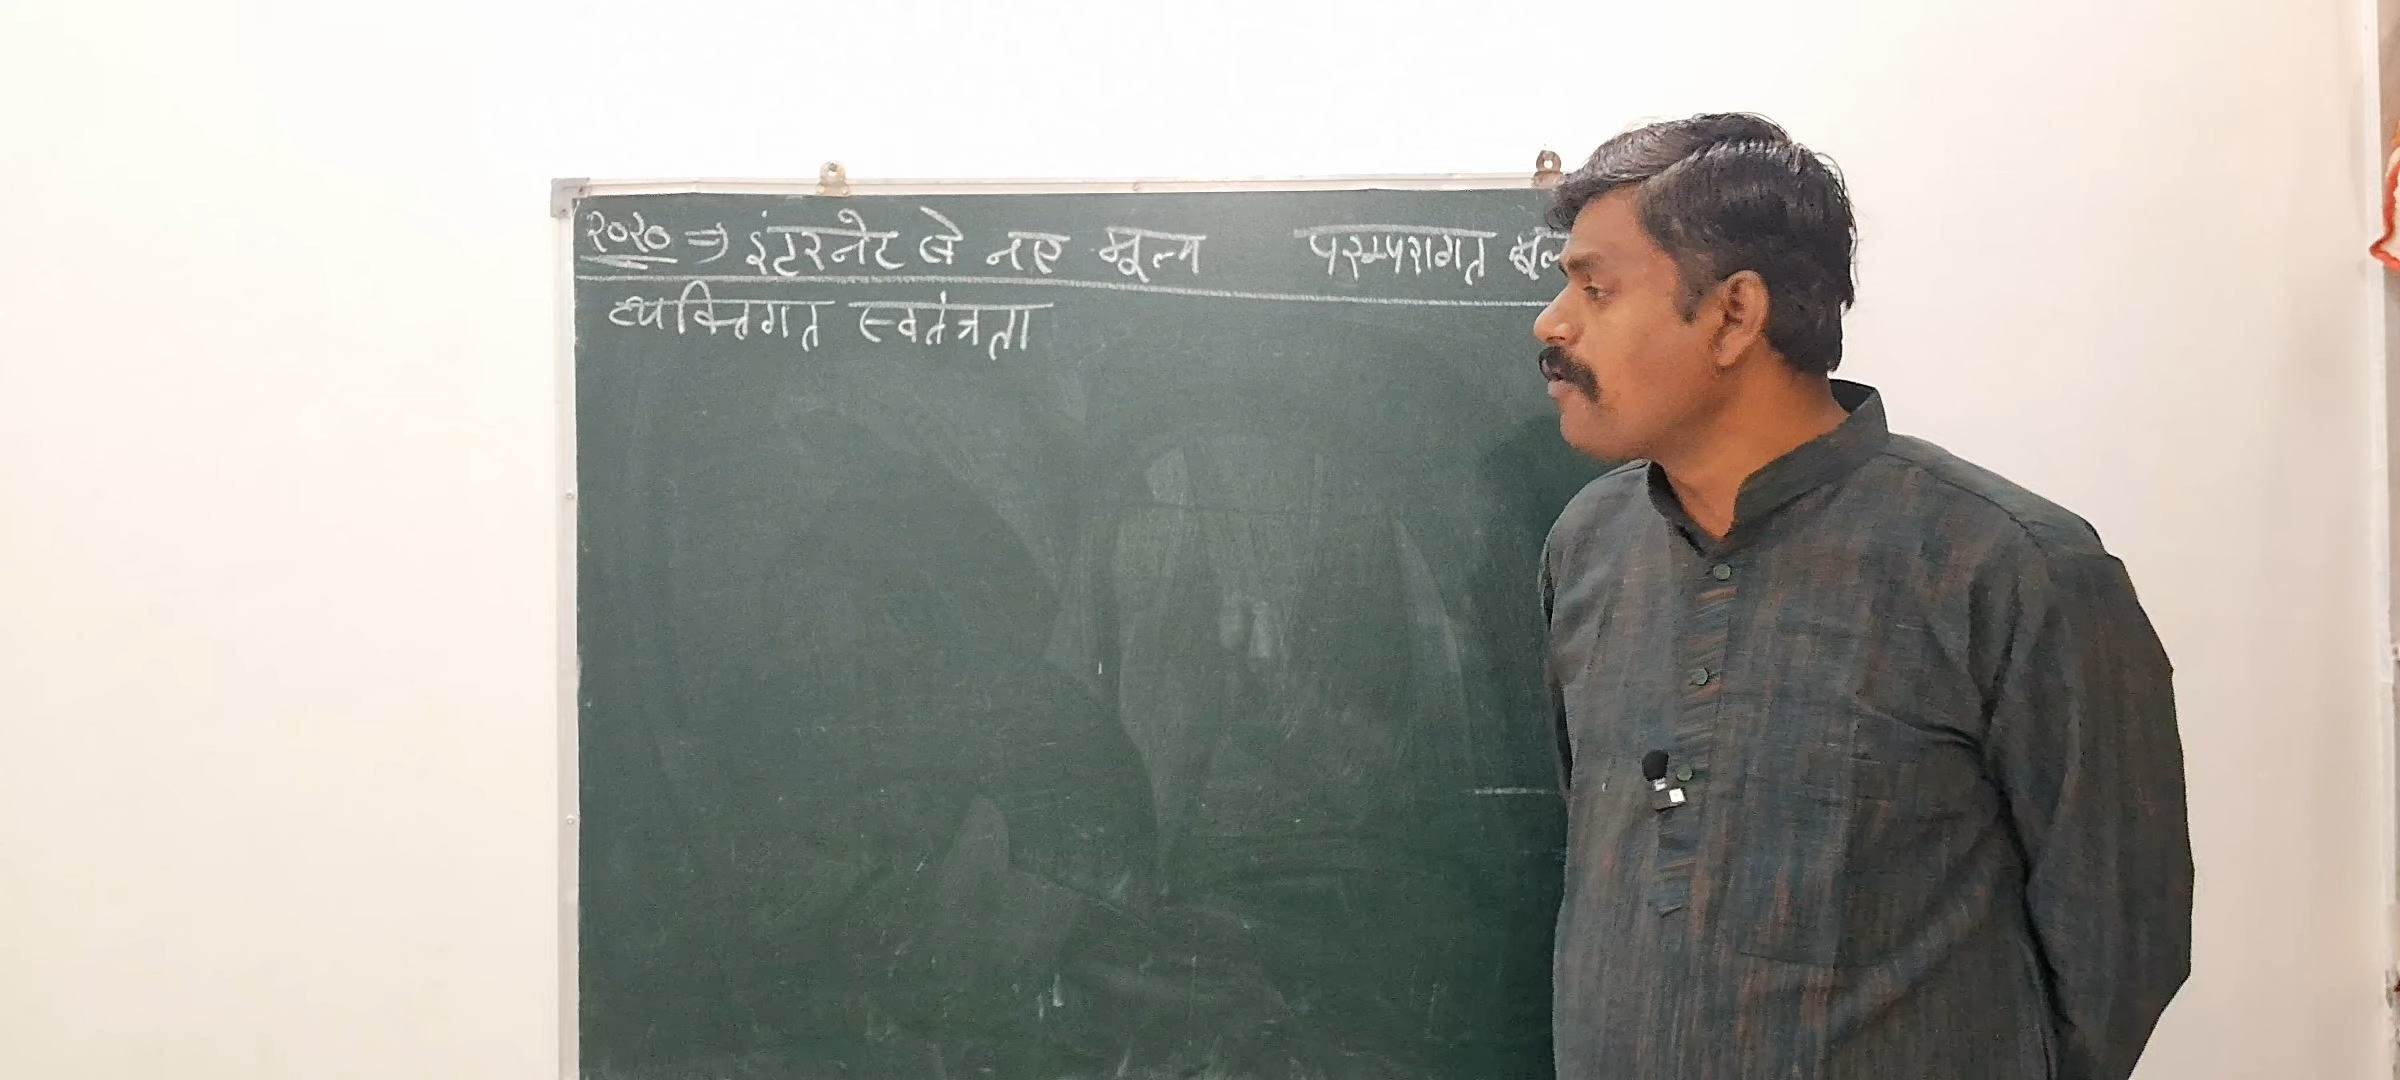 २०२० ⇒ इंटरनेट से नए मूल्य परम्परागत मूल्
व्यक्तिगत स्वतंत्रता